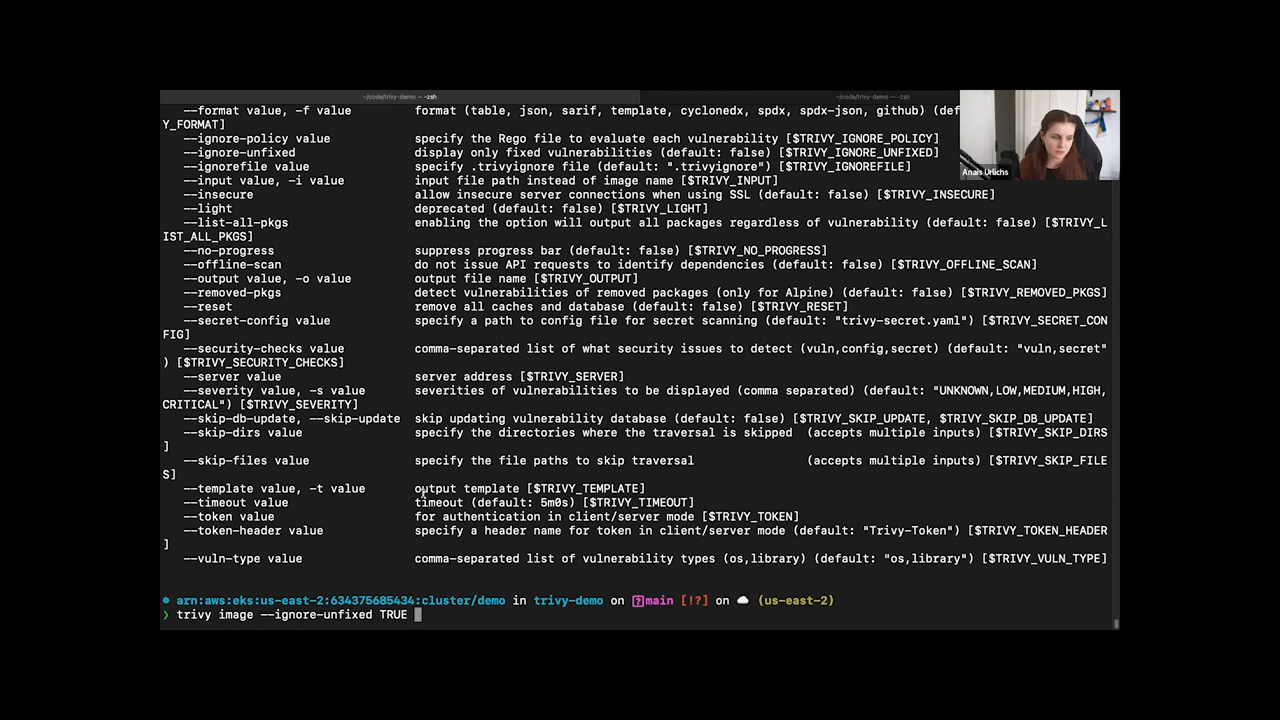 ~/code/trivy-demo — -zsh
~/code/trivy-demo — -zsh
--format value, -f value format (table, json, sarif, template, cyclonedx, spdx, spdx-json, github) (def
Y_FORMAT]
--ignore-policy value specify the Rego file to evaluate each vulnerability [$TRIVY_IGNORE_POLICY]
--ignore-unfixed display only fixed vulnerabilities (default: false) [$TRIVY_IGNORE_UNFIXED]
--ignorefile value specify .trivyignore file (default: ".trivyignore") [$TRIVY_IGNOREFILE]
--input value, -i value input file path instead of image name [$TRIVY_INPUT]
--insecure allow insecure server connections when using SSL (default: false) [$TRIVY_INSECURE]
--light deprecated (default: false) [$TRIVY_LIGHT]
--list-all-pkgs enabling the option will output all packages regardless of vulnerability (default: false) [$TRIVY_L
IST_ALL_PKGS]
--no-progress suppress progress bar (default: false) [$TRIVY_NO_PROGRESS]
--offline-scan do not issue API requests to identify dependencies (default: false) [$TRIVY_OFFLINE_SCAN]
--output value, -o value output file name [$TRIVY_OUTPUT]
--removed-pkgs detect vulnerabilities of removed packages (only for Alpine) (default: false) [$TRIVY_REMOVED_PKGS]
--reset remove all caches and database (default: false) [$TRIVY_RESET]
--secret-config value specify a path to config file for secret scanning (default: "trivy-secret.yaml") [$TRIVY_SECRET_CON
FIG]
--security-checks value comma-separated list of what security issues to detect (vuln,config,secret) (default: "vuln,secret"
) [$TRIVY_SECURITY_CHECKS]
--server value server address [$TRIVY_SERVER]
--severity value, -s value severities of vulnerabilities to be displayed (comma separated) (default: "UNKNOWN,LOW,MEDIUM,HIGH,
CRITICAL") [$TRIVY_SEVERITY]
--skip-db-update, --skip-update skip updating vulnerability database (default: false) [$TRIVY_SKIP_UPDATE, $TRIVY_SKIP_DB_UPDATE]
--skip-dirs value specify the directories where the traversal is skipped (accepts multiple inputs) [$TRIVY_SKIP_DIRS
]
--skip-files value specify the file paths to skip traversal (accepts multiple inputs) [$TRIVY_SKIP_FILE
S]
--template value, -t value output template [$TRIVY_TEMPLATE]
--timeout value timeout (default: 5m0s) [$TRIVY_TIMEOUT]
--token value for authentication in client/server mode [$TRIVY_TOKEN]
--token-header value specify a header name for token in client/server mode (default: "Trivy-Token") [$TRIVY_TOKEN_HEADER
]
--vuln-type value comma-separated list of vulnerability types (os,library) (default: "os,library") [$TRIVY_VULN_TYPE]
arn:aws:eks:us-east-2:634375685434:cluster/demo in trivy-demo on main [!?] on (us-east-2)
❯ trivy image --ignore-unfixed TRUE
Anais Urlichs